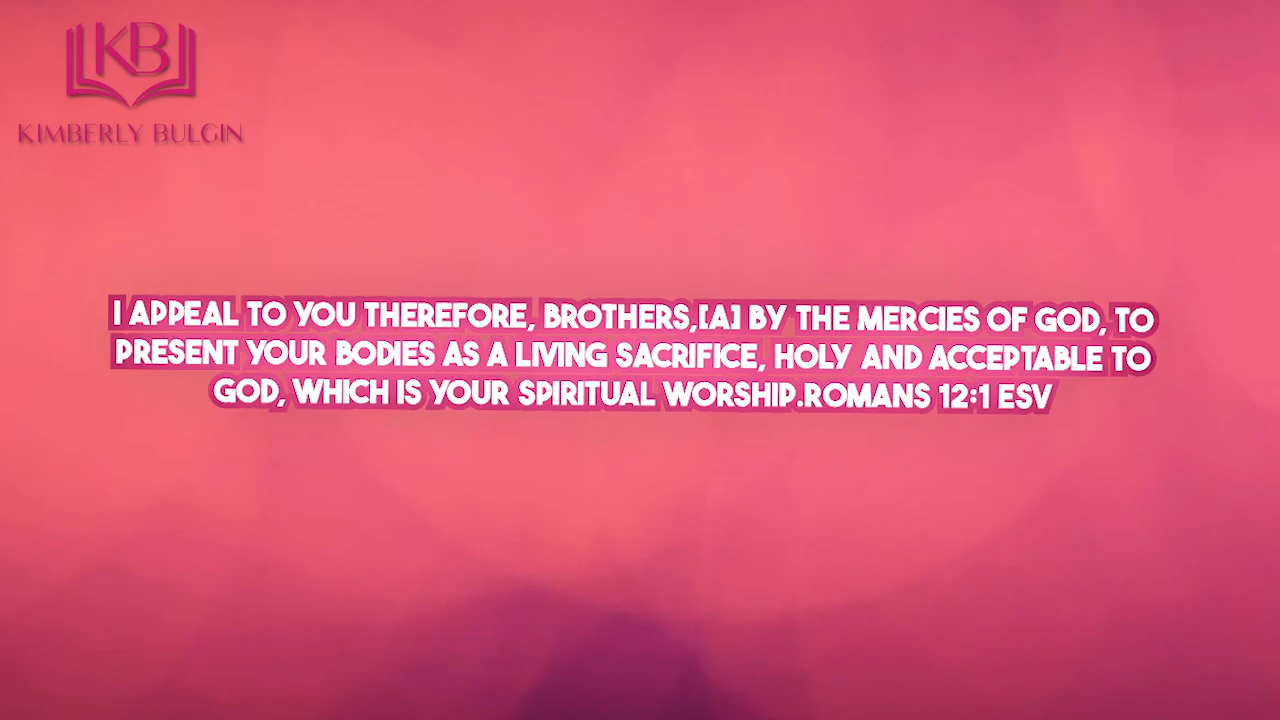 KB
KIMBERLY BULGIN
I APPEAL TO YOU THEREFORE, BROTHERS,[A] BY THE MERCIES OF GOD, TO
PRESENT YOUR BODIES AS A LIVING SACRIFICE, HOLY AND ACCEPTABLE TO
GOD, WHICH IS YOUR SPIRITUAL WORSHIP.ROMANS 12:1 ESV